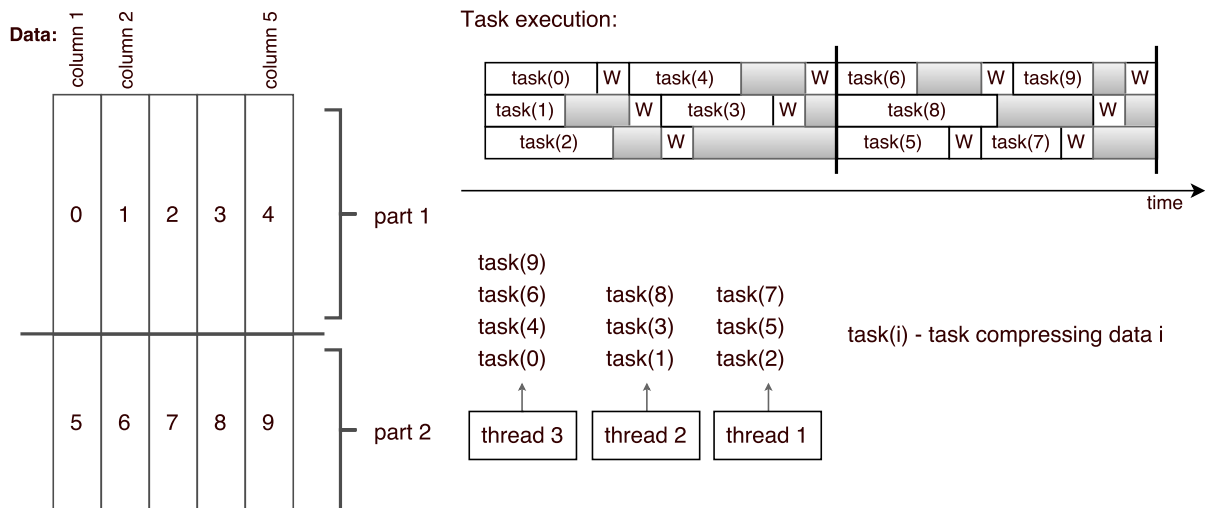 Data:
column 1
column 2
column 5
0 1 2 3 4
part 1
5 6 7 8 9
part 2
Task execution:
task(0) W task(4) W task(6) W task(9) W
task(1) W task(3) W task(8) W
task(2) W task(5) W task(7) W
time
task(9)
task(6) task(8) task(7)
task(4) task(3) task(5)
task(0) task(1) task(2)
thread 3 thread 2 thread 1
task(i) - task compressing data i